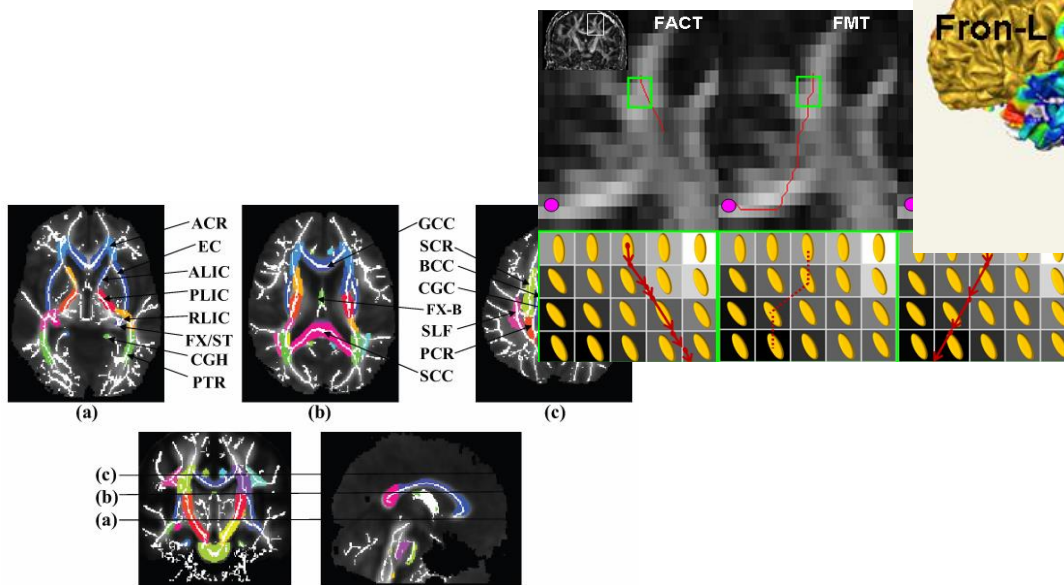 FACT
FMT
Fron-L
ACR
EC
ALIC
PLIC
RLIC
FX/ST
CGH
PTR
(a)
GCC
SCR
BCC
CGC
FX-B
SLF
PCR
SCC
(b)
(c)
(c)
(b)
(a)